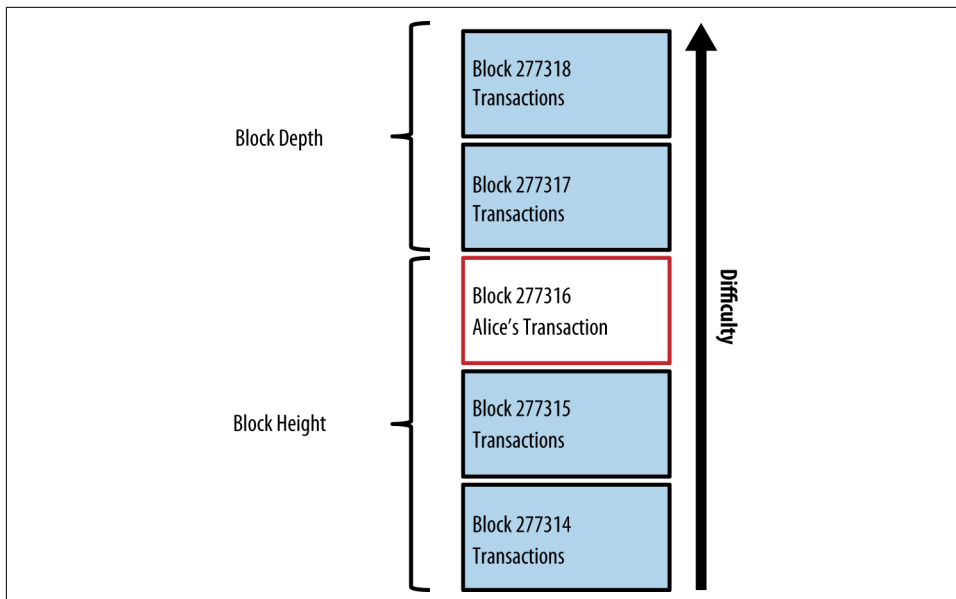 Block 277318
Transactions
Block Depth
Block 277317
Transactions
Difficulty
Block 277316
Alice’s Transaction
Block Height
Block 277315
Transactions
Block 277314
Transactions